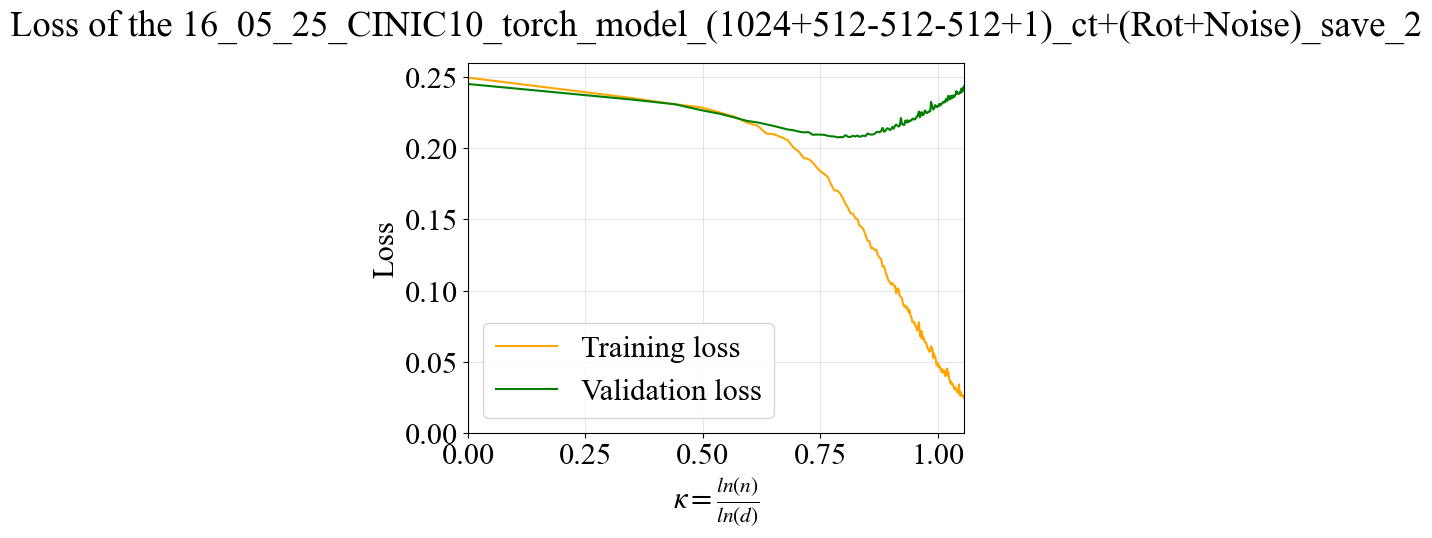 Loss of the 16_05_25_CINIC10_torch_model_(1024+512-512-512+1)_ct+(Rot+Noise)_save_2
0.25
0.20
0.15
0.10
0.05
0.00
Loss
Training loss
Validation loss
0.00 0.25 0.50 0.75 1.00
κ = ln(n)/ln(d)